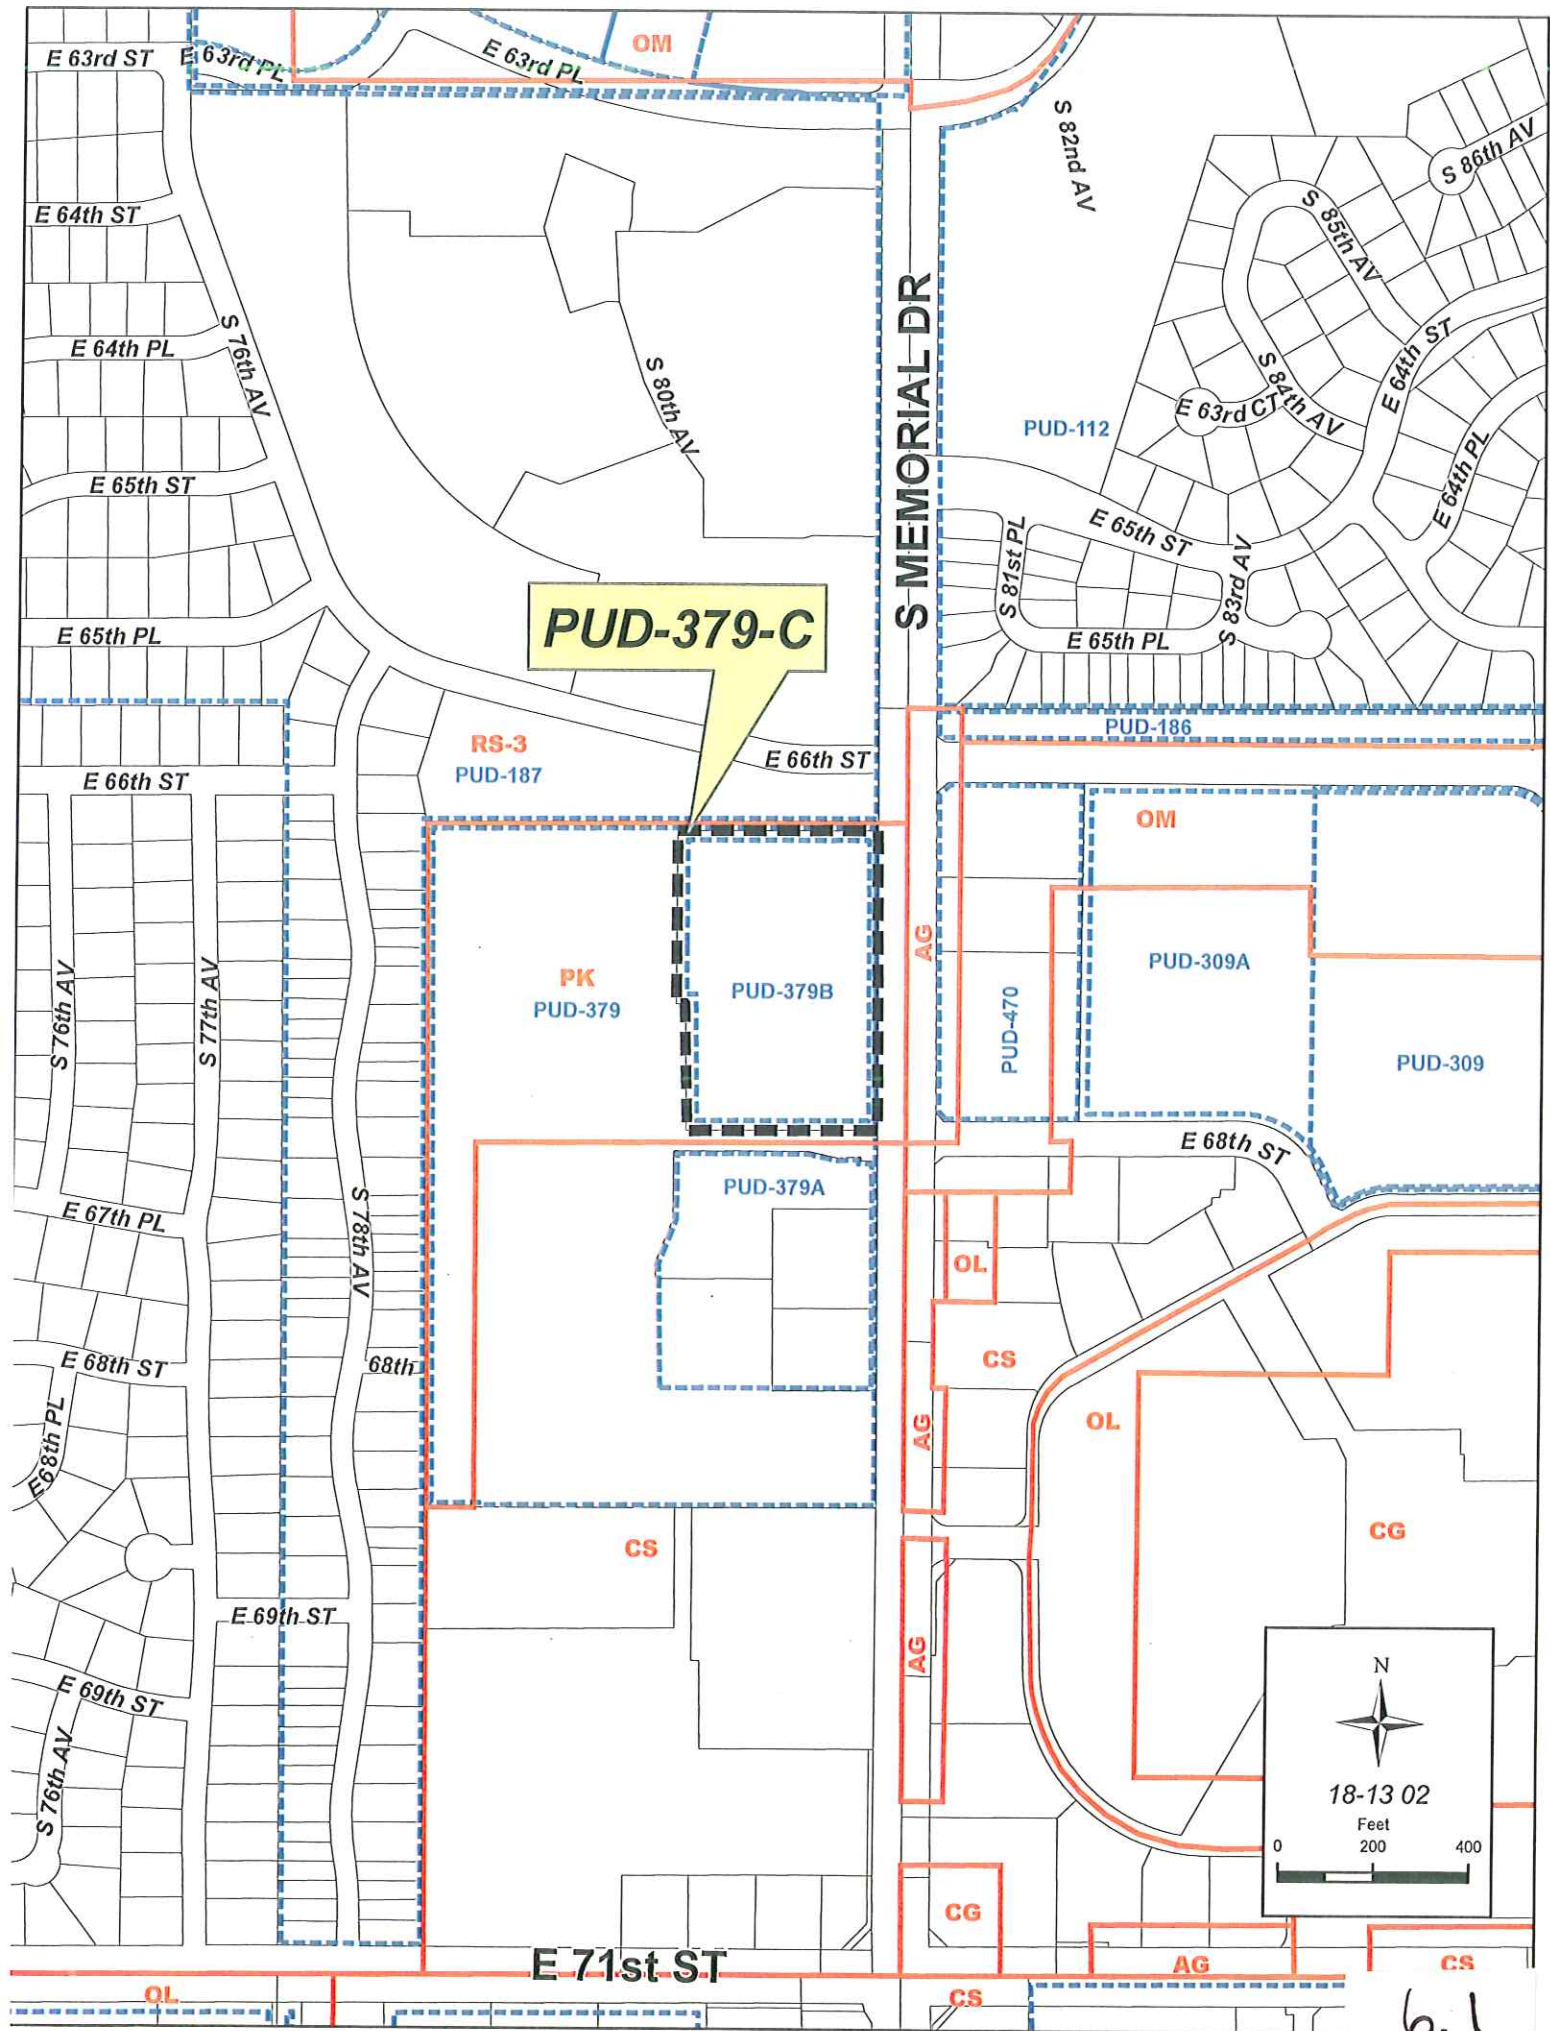 E 63rd ST
E 63rd PL
E 63rd PL
OM
S 82nd AV
S 86th AV
E 64th ST
S 85th AV
S MEMORIAL DR
S 76th AV
E 64th PL
S 80th AV
E 64th ST
S 84th AV
E 63rd CT
PUD-112
E 64th PL
E 65th ST
E 65th ST
S 81st PL
S 83rd AV
PUD-379-C
E 65th PL
E 65th PL
PUD-186
RS-3
PUD-187
E 66th ST
E 66th ST
OM
AG
PUD-309A
PK
PUD-379
PUD-379B
PUD-470
S 76th AV
S 77th AV
PUD-309
E 68th ST
PUD-379A
E 67th PL
S 78th AV
OL
CS
E 68th ST
68th
E 68th PL
AG
OL
CS
CG
E 69th ST
AG
E 69th ST
S 76th AV
N
18-13 02
Feet
0 200 400
CG
E 71st ST
AG
CS
OL
CS
6.1